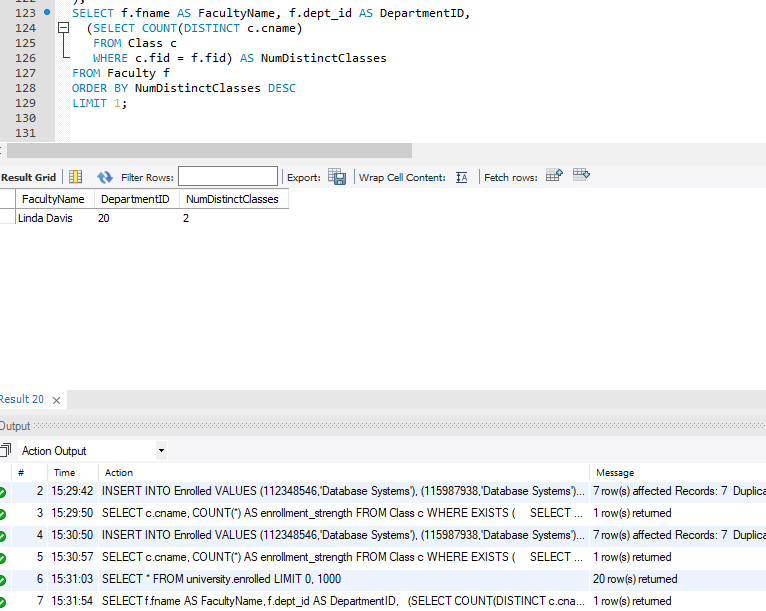 );
123 SELECT f.fname AS FacultyName, f.dept_id AS DepartmentID,
124 (SELECT COUNT(DISTINCT c.cname)
125 FROM Class c
126 WHERE c.fid = f.fid) AS NumDistinctClasses
127 FROM Faculty f
128 ORDER BY NumDistinctClasses DESC
129 LIMIT 1;
130
131
Result Grid Filter Rows: Export: Wrap Cell Content: Fetch rows:
FacultyName DepartmentID NumDistinctClasses
Linda Davis 20 2
Result 20
Output
Action Output
# Time Action Message
2 15:29:42 INSERT INTO Enrolled VALUES (112348546,'Database Systems'), (115987938,'Database Systems')... 7 row(s) affected Records: 7 Duplica
3 15:29:50 SELECT c.cname, COUNT(*) AS enrollment_strength FROM Class c WHERE EXISTS ( SELECT ... 1 row(s) returned
4 15:30:50 INSERT INTO Enrolled VALUES (112348546,'Database Systems'), (115987938,'Database Systems')... 7 row(s) affected Records: 7 Duplica
5 15:30:57 SELECT c.cname, COUNT(*) AS enrollment_strength FROM Class c WHERE EXISTS ( SELECT ... 1 row(s) returned
6 15:31:03 SELECT * FROM university.enrolled LIMIT 0, 1000 20 row(s) returned
7 15:31:54 SELECT f.fname AS FacultyName, f.dept_id AS DepartmentID, (SELECT COUNT(DISTINCT c.cna... 1 row(s) returned